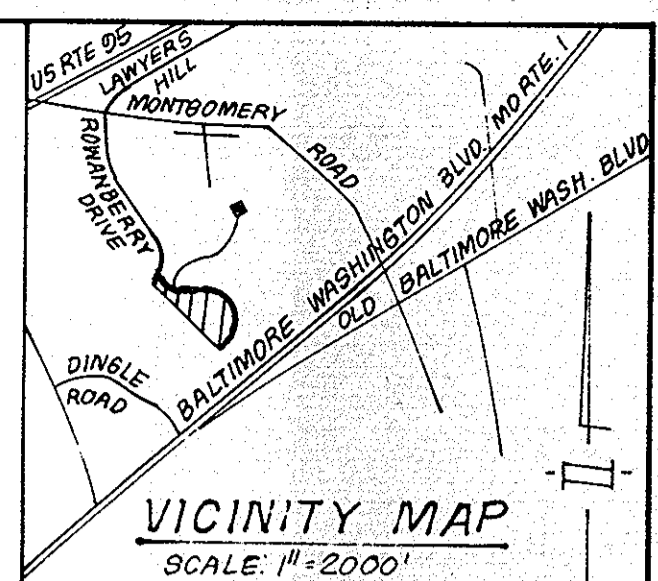 US RTE 95
LAWYERS
HILL
MONTGOMERY
ROAD
ROWANBERRY
DRIVE
BALTIMORE WASHINGTON BLVD. MD RTE. 1
OLD BALTIMORE WASH. BLVD
DINGLE
ROAD
VICINITY MAP
SCALE: 1"=2000'